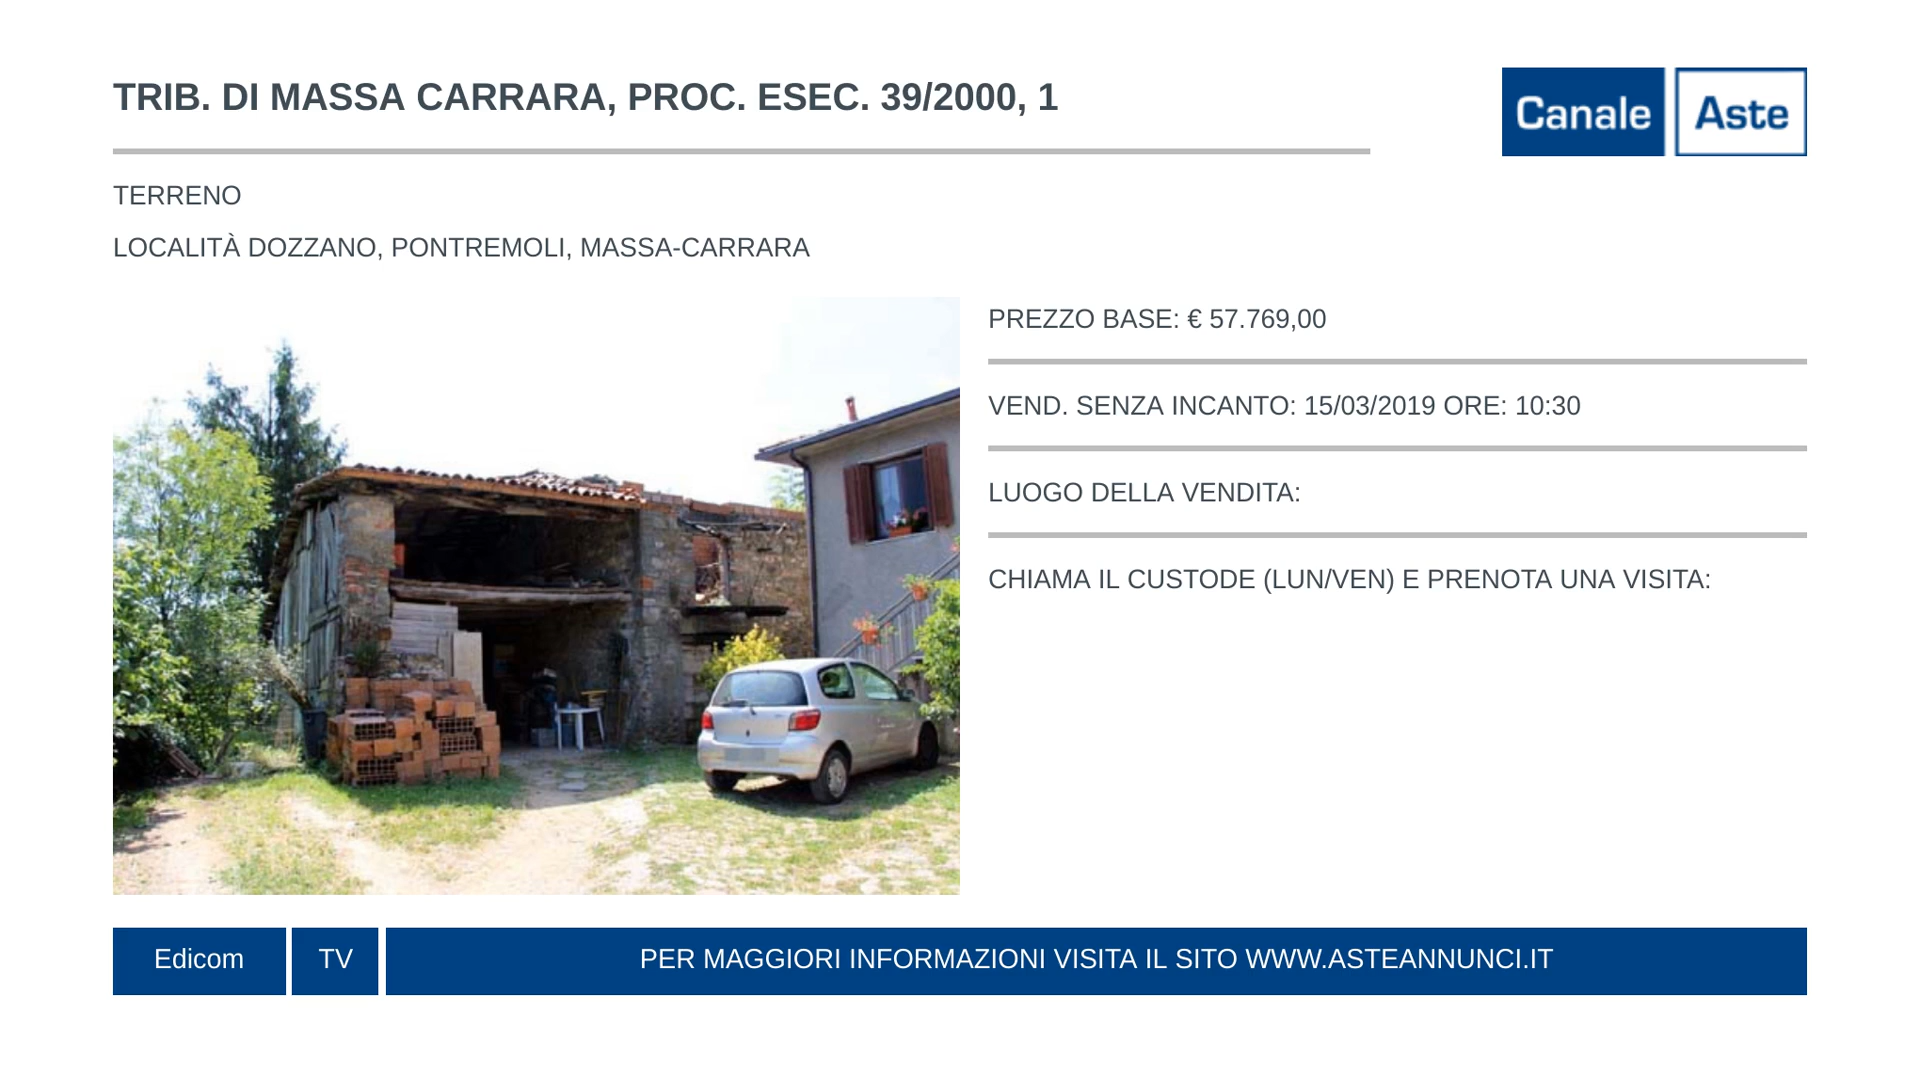 TRIB. DI MASSA CARRARA, PROC. ESEC. 39/2000, 1
Canale Aste
TERRENO
LOCALITÀ DOZZANO, PONTREMOLI, MASSA-CARRARA
PREZZO BASE: € 57.769,00
VEND. SENZA INCANTO: 15/03/2019 ORE: 10:30
LUOGO DELLA VENDITA:
CHIAMA IL CUSTODE (LUN/VEN) E PRENOTA UNA VISITA:
Edicom TV PER MAGGIORI INFORMAZIONI VISITA IL SITO WWW.ASTEANNUNCI.IT